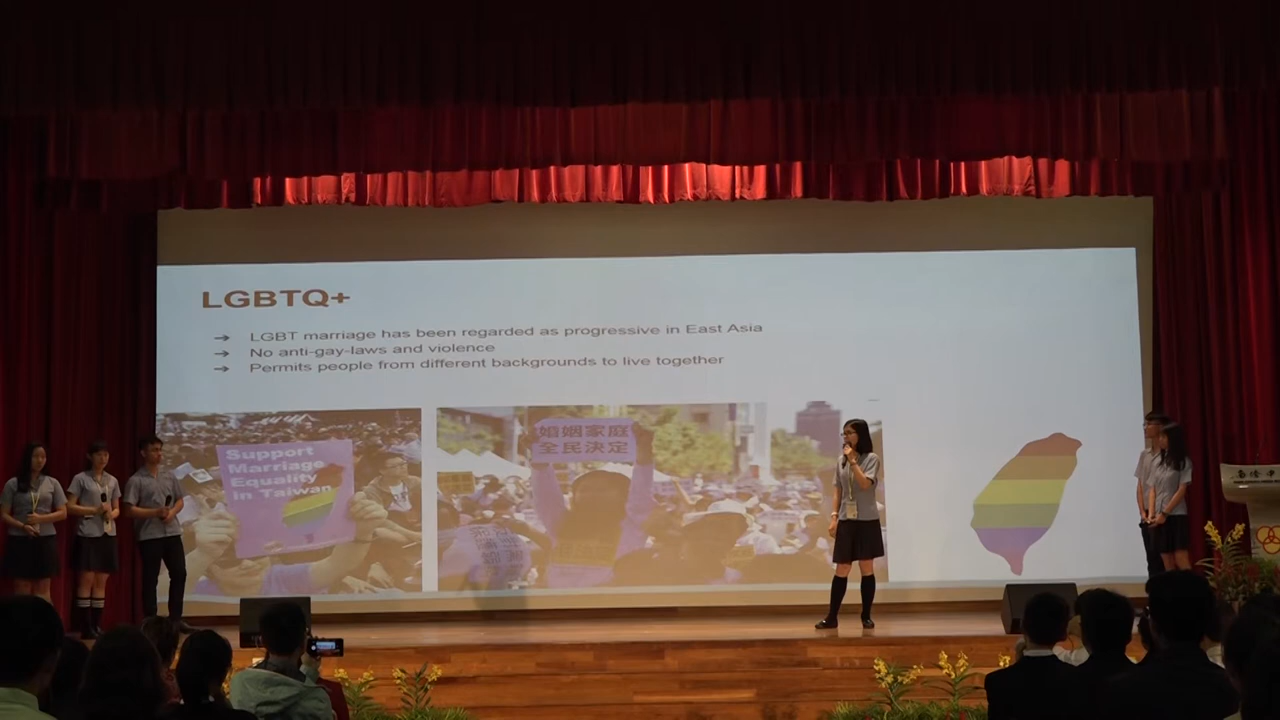 LGBTQ+
→ LGBT marriage has been regarded as progressive in East Asia
→ No anti-gay-laws and violence
→ Permits people from different backgrounds to live together
Support
Marriage
Equality
in Taiwan
婚姻家庭
全民決定